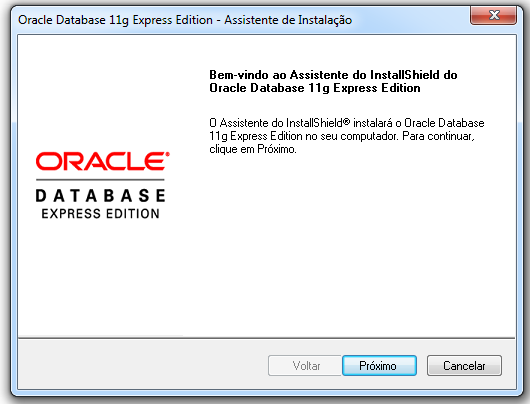 Oracle Database 11g Express Edition - Assistente de Instalação
Bem-vindo ao Assistente do InstallShield do
Oracle Database 11g Express Edition
O Assistente do InstallShield® instalará o Oracle Database
11g Express Edition no seu computador. Para continuar,
clique em Próximo.
ORACLE®
DATABASE
EXPRESS EDITION
Voltar
Próximo
Cancelar